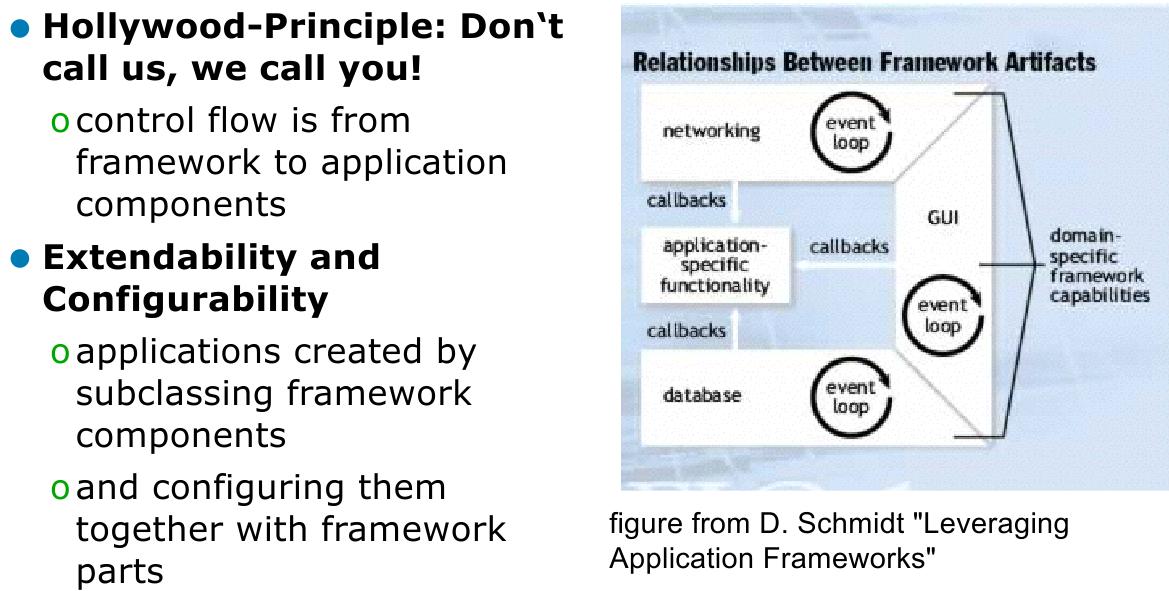 Hollywood-Principle: Don‘t
call us, we call you!
control flow is from
framework to application
components
Extendability and
Configurability
applications created by
subclassing framework
components
and configuring them
together with framework
parts
Relationships Between Framework Artifacts
networking
event
loop
callbacks
GUI
application-
specific
functionality
callbacks
domain-
specific
framework
capabilities
event
loop
callbacks
database
event
loop
figure from D. Schmidt "Leveraging
Application Frameworks"